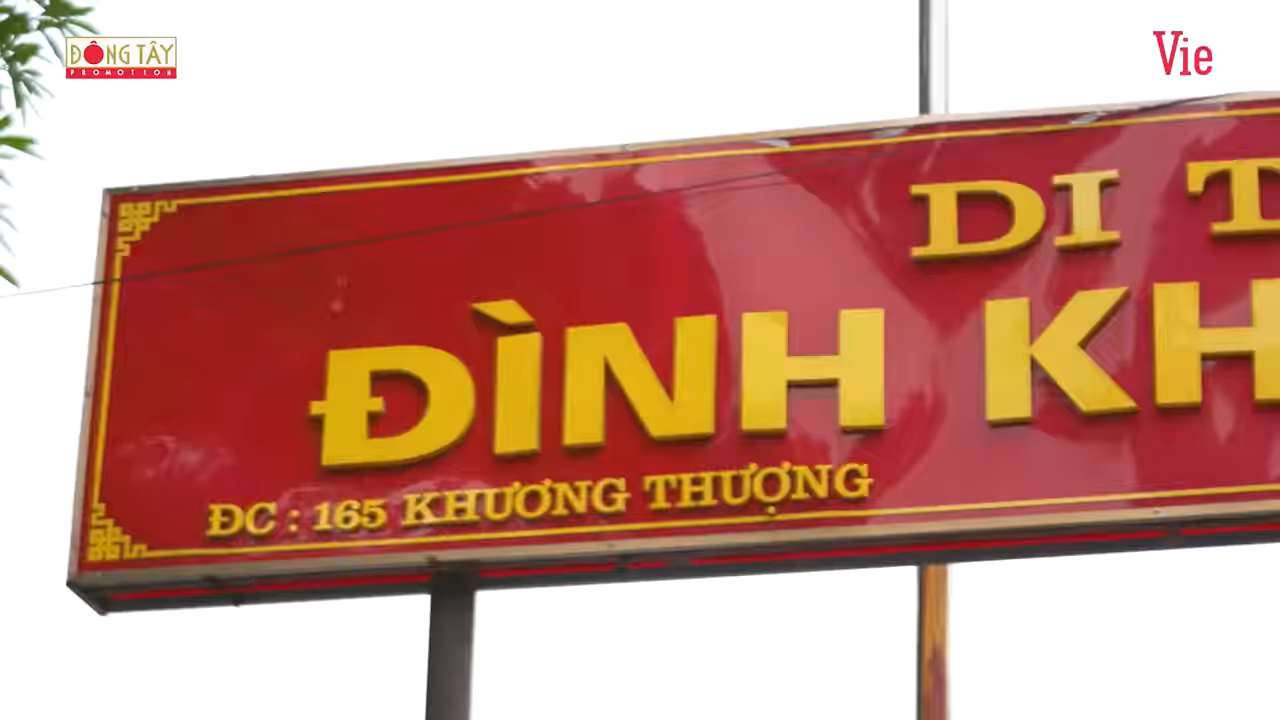 ĐÔNG TÂY
PROMOTION
Vie
DI T
ĐÌNH KH
ĐC : 165 KHƯƠNG THƯỢNG